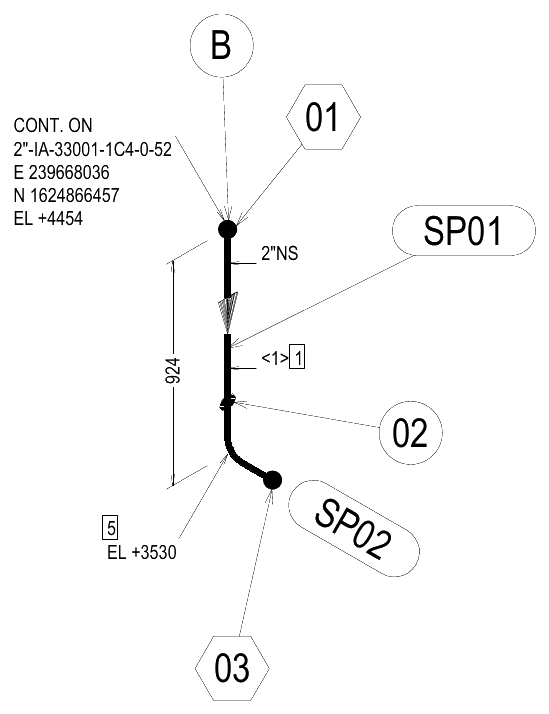 B
01
CONT. ON
2"-IA-33001-1C4-0-52
E 239668036
N 1624866457
EL +4454
SP01
2"NS
<1> 1
924
02
SP02
5
EL +3530
03